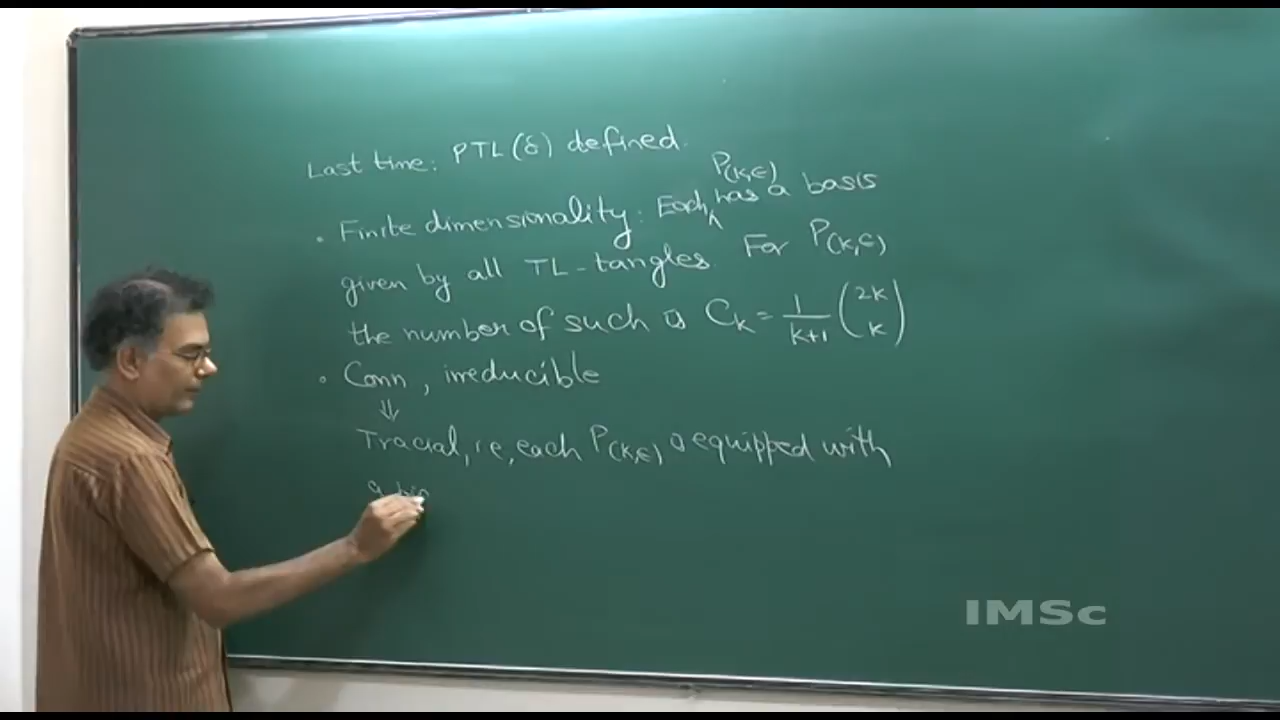 Last time: PTL(δ) defined.
P(k,ε)
• Finite dimensionality: Each ^ has a basis
given by all TL-tangles. For P(k,ε)
the number of such is C_k = 1/(k+1) (2k k)
• Conn, irreducible
⇓
Tracial, i.e, each P(k,ε) is equipped with
a
IMSc